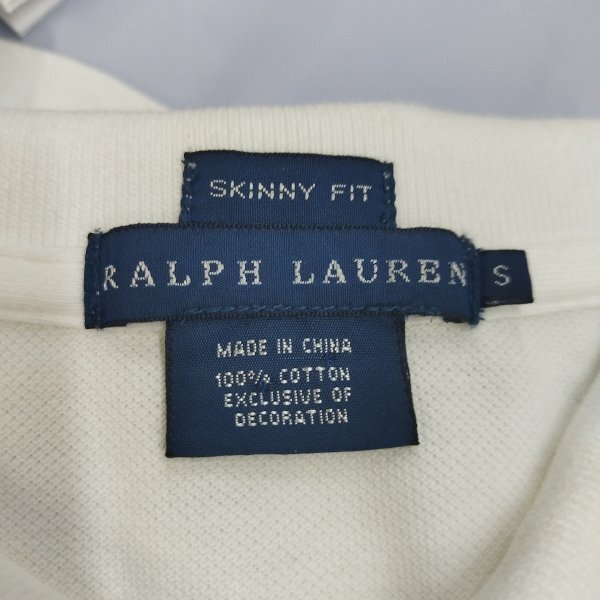 SKINNY FIT
RALPH LAUREN
S
MADE IN CHINA
100% COTTON
EXCLUSIVE OF
DECORATION